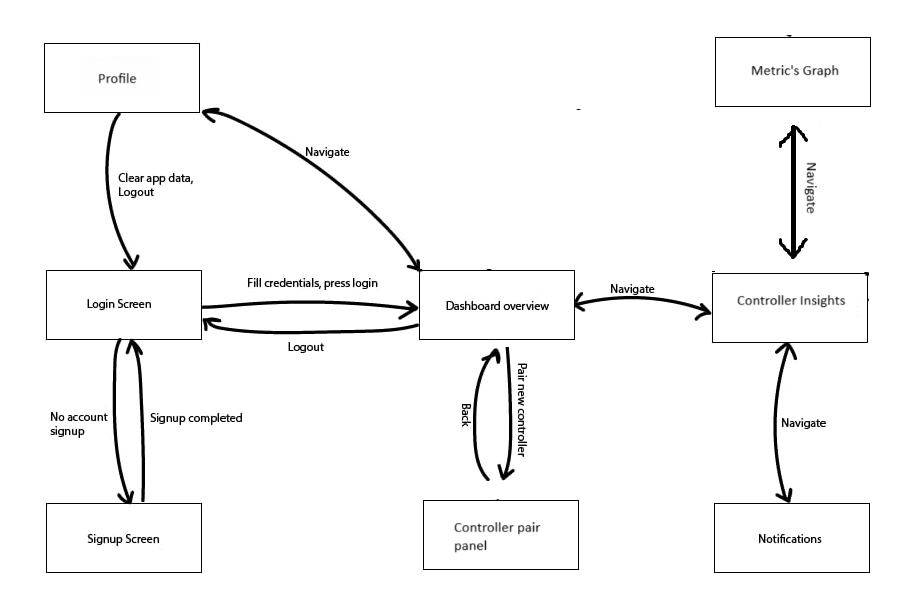 Profile
Metric's Graph
Navigate
Clear app data,
Logout
Navigate
Login Screen
Fill credentials, press login
Dashboard overview
Navigate
Controller Insights
Logout
No account
signup
Signup completed
Back
Pair new controller
Navigate
Signup Screen
Controller pair
panel
Notifications